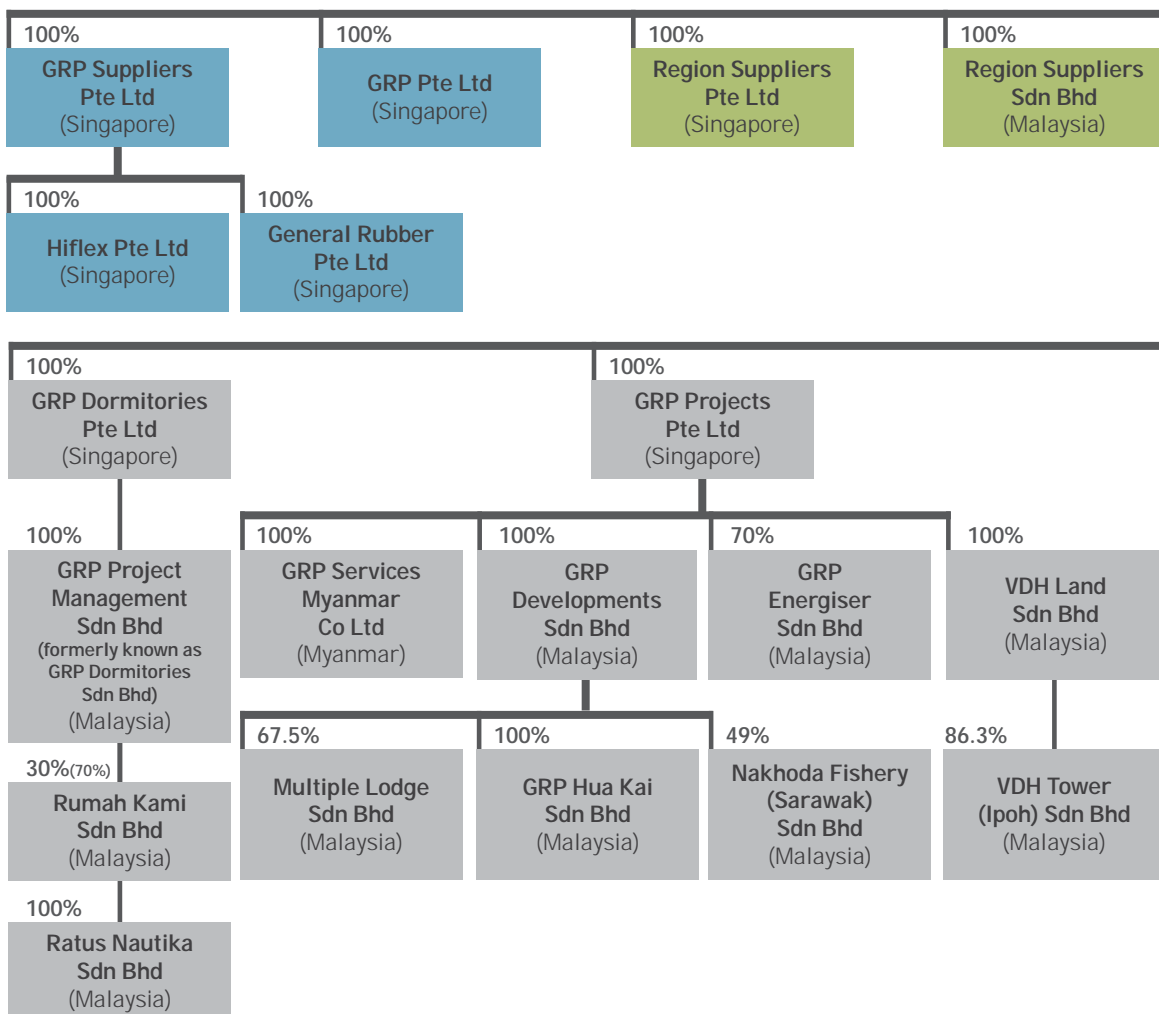 100%
GRP Suppliers
Pte Ltd
(Singapore)
100%
GRP Pte Ltd
(Singapore)
100%
Region Suppliers
Pte Ltd
(Singapore)
100%
Region Suppliers
Sdn Bhd
(Malaysia)
100%
Hiflex Pte Ltd
(Singapore)
100%
General Rubber
Pte Ltd
(Singapore)
100%
GRP Dormitories
Pte Ltd
(Singapore)
100%
GRP Projects
Pte Ltd
(Singapore)
100%
GRP Project
Management
Sdn Bhd
(formerly known as
GRP Dormitories
Sdn Bhd)
(Malaysia)
100%
GRP Services
Myanmar
Co Ltd
(Myanmar)
100%
GRP
Developments
Sdn Bhd
(Malaysia)
70%
GRP
Energiser
Sdn Bhd
(Malaysia)
100%
VDH Land
Sdn Bhd
(Malaysia)
30%(70%)
Rumah Kami
Sdn Bhd
(Malaysia)
67.5%
Multiple Lodge
Sdn Bhd
(Malaysia)
100%
GRP Hua Kai
Sdn Bhd
(Malaysia)
49%
Nakhoda Fishery
(Sarawak)
Sdn Bhd
(Malaysia)
86.3%
VDH Tower
(Ipoh) Sdn Bhd
(Malaysia)
100%
Ratus Nautika
Sdn Bhd
(Malaysia)